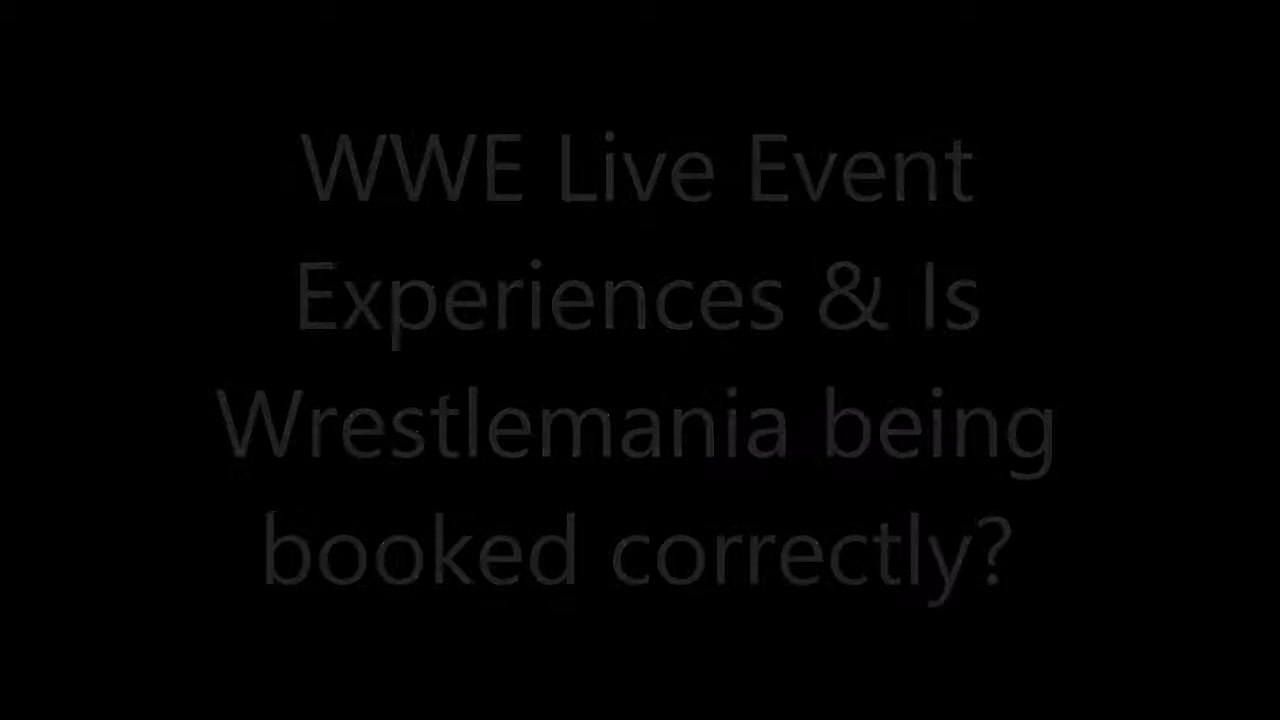 WWE Live Event
Experiences & Is
Wrestlemania being
booked correctly?